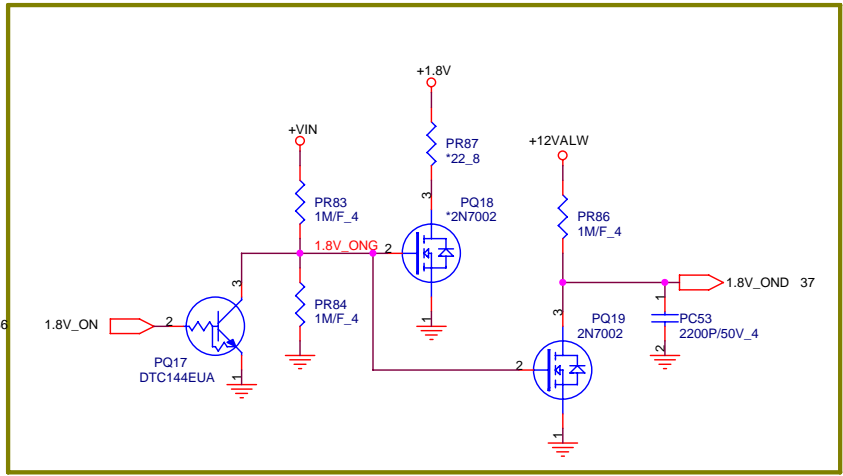 +1.8V
+VIN
+12VALW
PR87
*22_8
PR83
1M/F_4
3
PQ18
*2N7002
PR86
1M/F_4
1.8V_ONG
2
3
PR84
1M/F_4
1.8V_OND 37
1
6
1.8V_ON
2
PQ19
2N7002
3
PC53
2200P/50V_4
1
2
PQ17
DTC144EUA
1
2
1